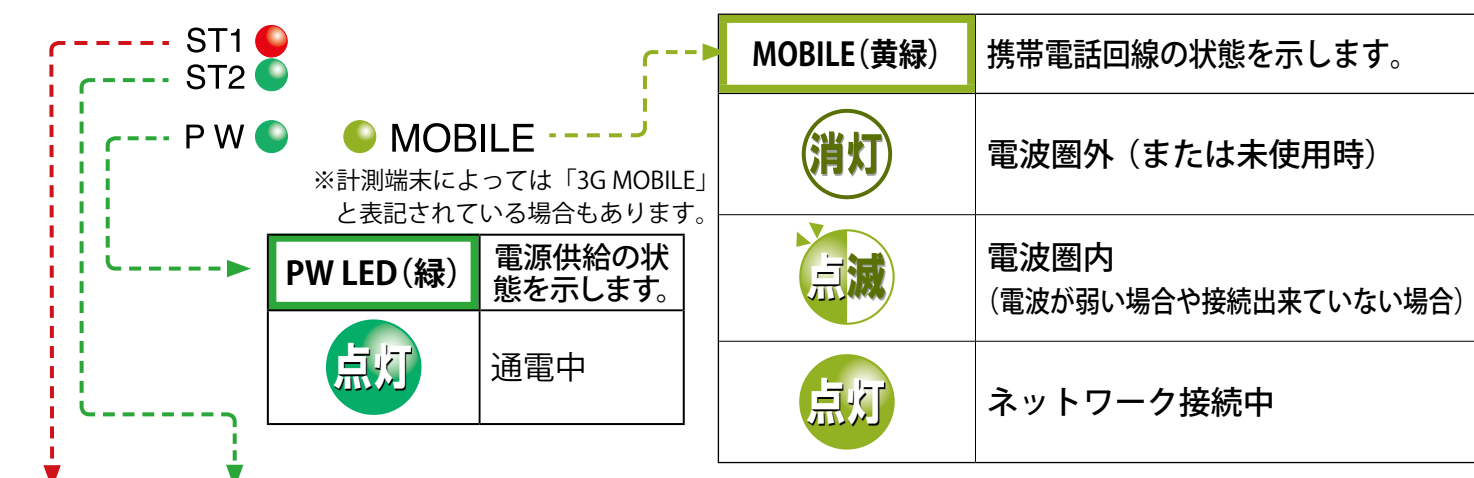 ST1
ST2
P W
MOBILE
※計測端末によっては「3G MOBILE」
と表記されている場合もあります。
PW LED（緑）
電源供給の状
態を示します。
点灯
通電中
MOBILE（黄緑）
携帯電話回線の状態を示します。
消灯
電波圏外（または未使用時）
点滅
電波圏内
（電波が弱い場合や接続出来ていない場合）
点灯
ネットワーク接続中